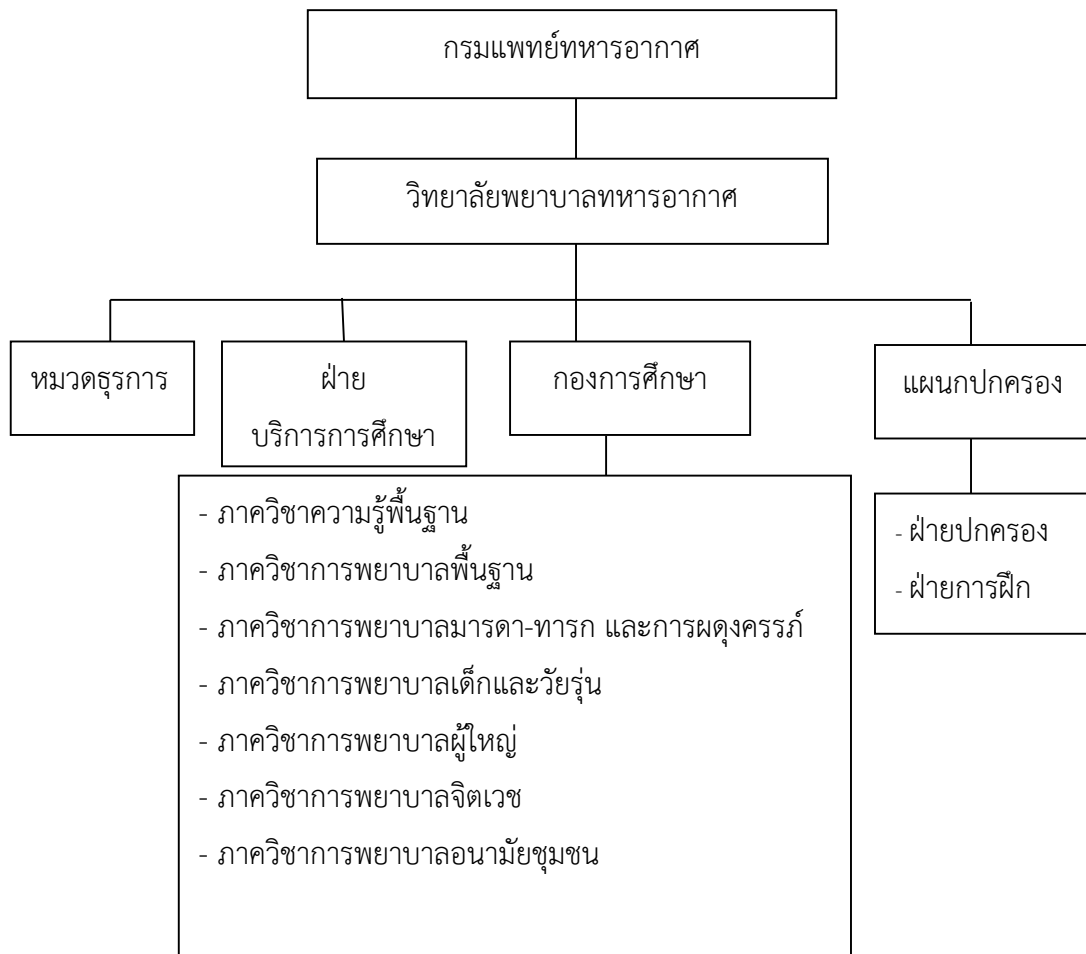 กรมแพทย์ทหารอากาศ
วิทยาลัยพยาบาลทหารอากาศ
หมวดธุรการ
ฝ่าย
บริการการศึกษา
กองการศึกษา
แผนกปกครอง
- ภาควิชาความรู้พื้นฐาน
- ภาควิชาการพยาบาลพื้นฐาน
- ภาควิชาการพยาบาลมารดา-ทารก และการผดุงครรภ์
- ภาควิชาการพยาบาลเด็กและวัยรุ่น
- ภาควิชาการพยาบาลผู้ใหญ่
- ภาควิชาการพยาบาลจิตเวช
- ภาควิชาการพยาบาลอนามัยชุมชน
- ฝ่ายปกครอง
- ฝ่ายการฝึก